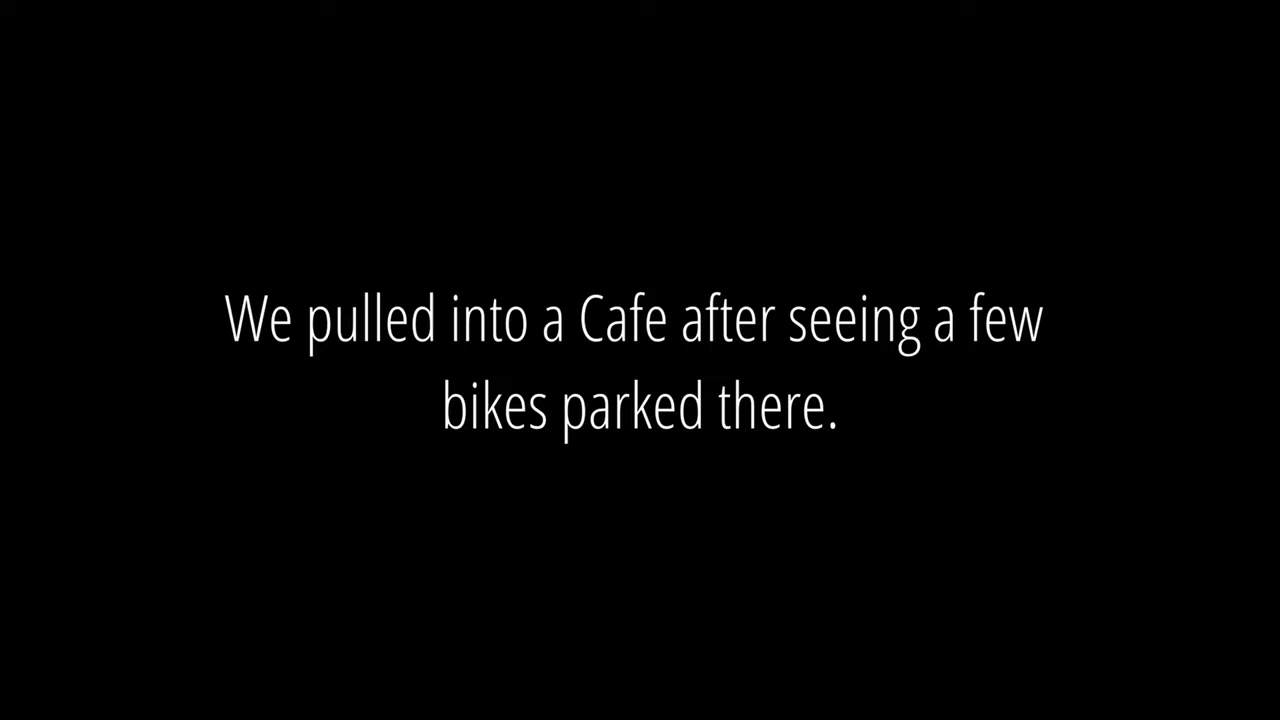 We pulled into a Cafe after seeing a few
bikes parked there.